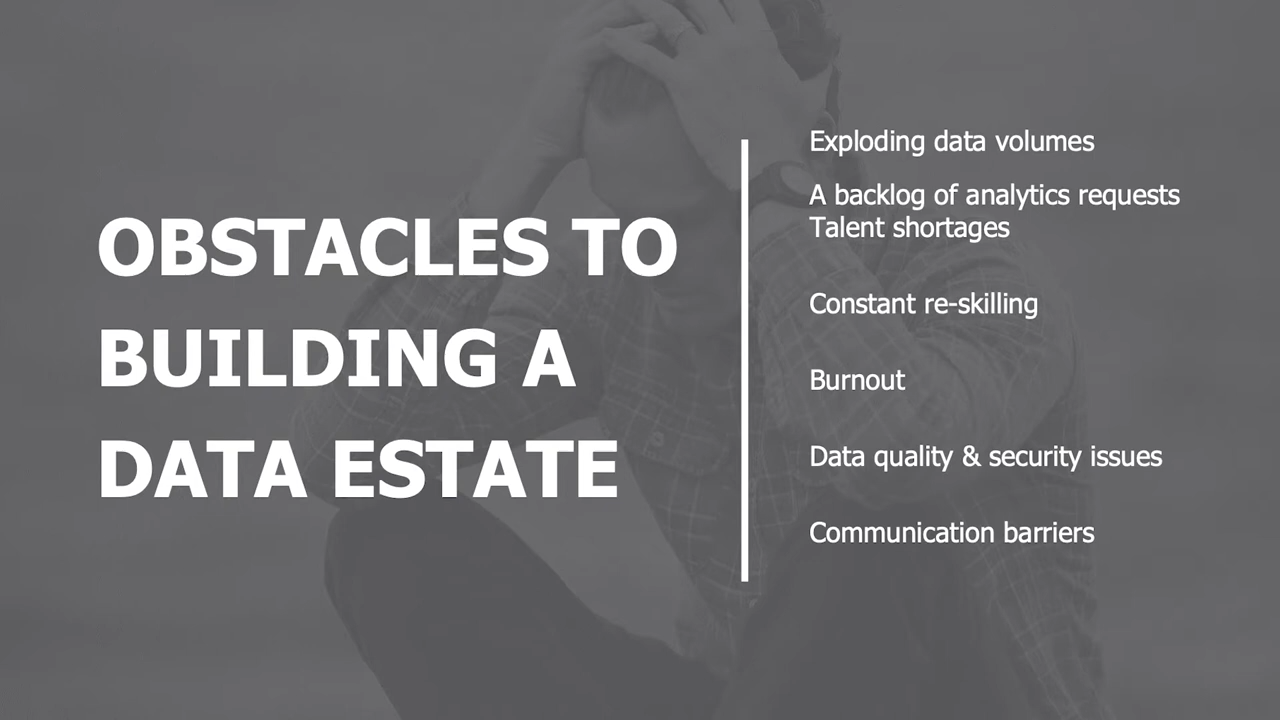 OBSTACLES TO
BUILDING A
DATA ESTATE
Exploding data volumes
A backlog of analytics requests
Talent shortages
Constant re-skilling
Burnout
Data quality & security issues
Communication barriers